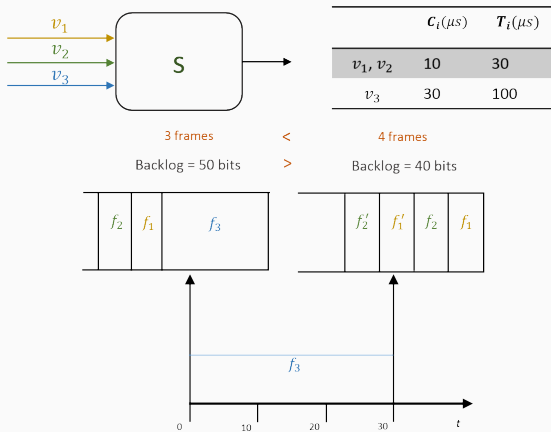 v₁
v₂
v₃
S
Cᵢ(μs) Tᵢ(μs)
v₁, v₂ 10 30
v₃ 30 100
3 frames < 4 frames
Backlog = 50 bits > Backlog = 40 bits
f₂ f₁ f₃
f₂′ f₁′ f₂ f₁
f₃
0 10 20 30 t